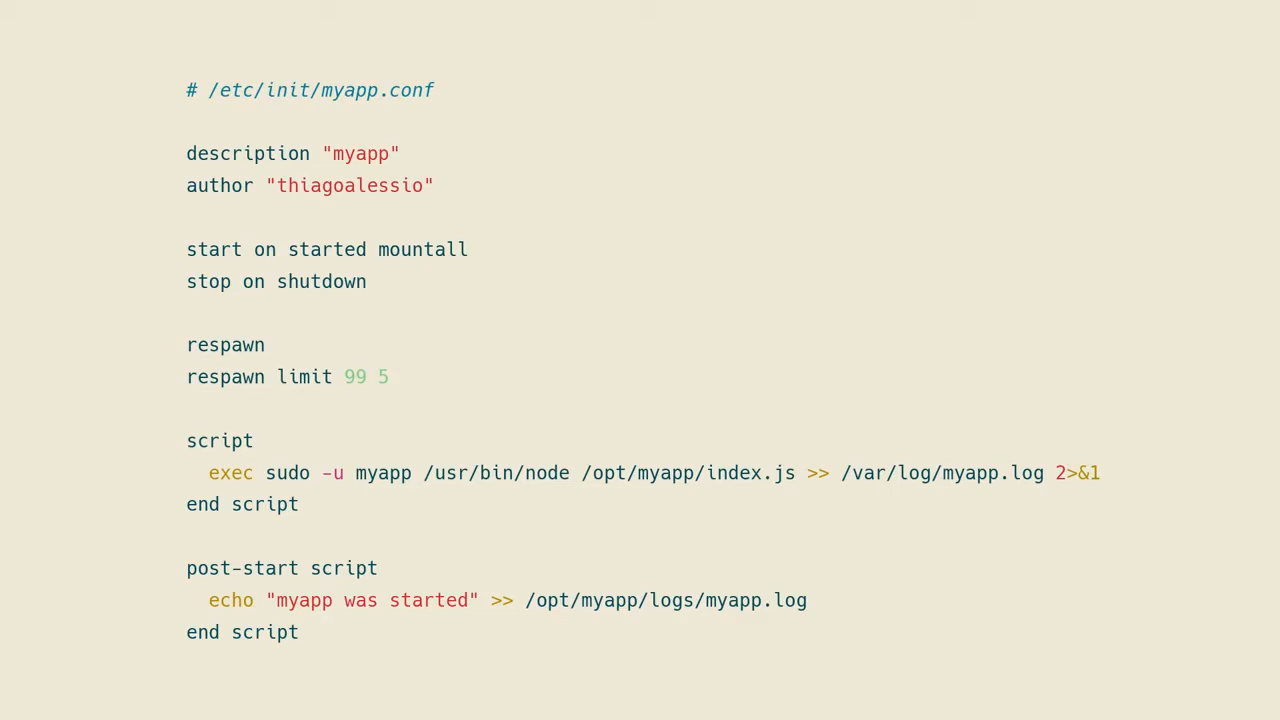 # /etc/init/myapp.conf
description "myapp"
author "thiagoalessio"
start on started mountall
stop on shutdown
respawn
respawn limit 99 5
script
  exec sudo -u myapp /usr/bin/node /opt/myapp/index.js >> /var/log/myapp.log 2>&1
end script
post-start script
  echo "myapp was started" >> /opt/myapp/logs/myapp.log
end script